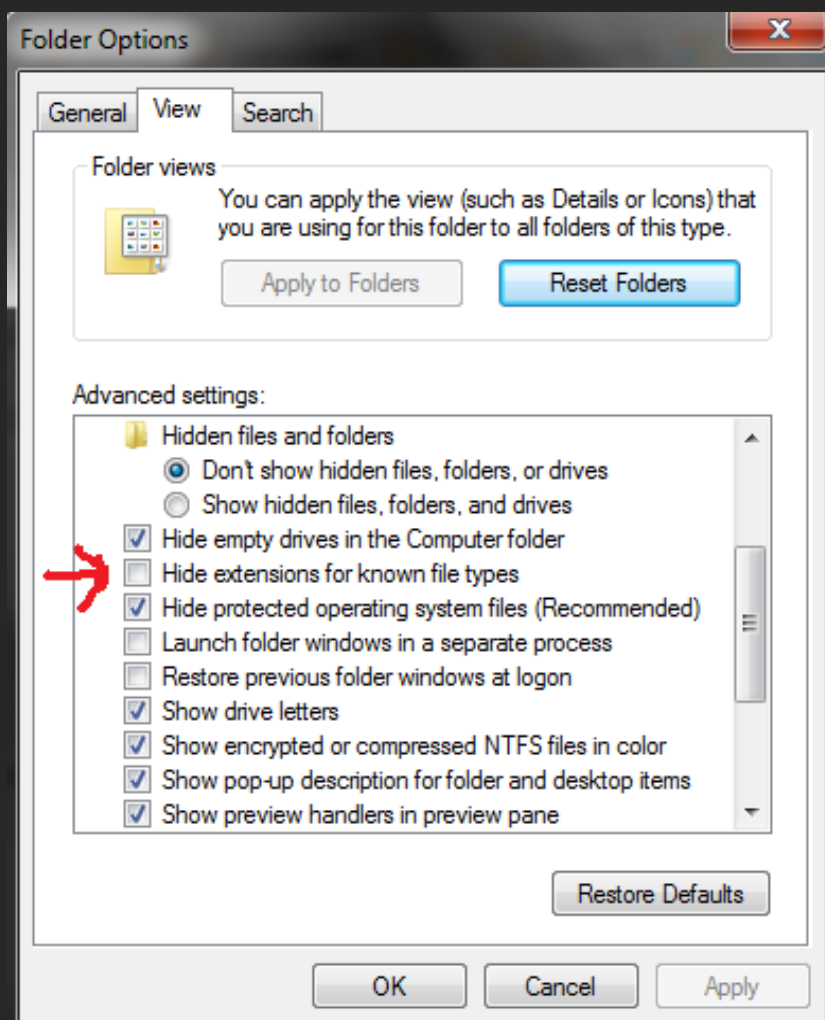 Folder Options
General
View
Search
Folder views
You can apply the view (such as Details or Icons) that
you are using for this folder to all folders of this type.
Apply to Folders
Reset Folders
Advanced settings:
Hidden files and folders
Don't show hidden files, folders, or drives
Show hidden files, folders, and drives
Hide empty drives in the Computer folder
Hide extensions for known file types
Hide protected operating system files (Recommended)
Launch folder windows in a separate process
Restore previous folder windows at logon
Show drive letters
Show encrypted or compressed NTFS files in color
Show pop-up description for folder and desktop items
Show preview handlers in preview pane
Restore Defaults
OK
Cancel
Apply